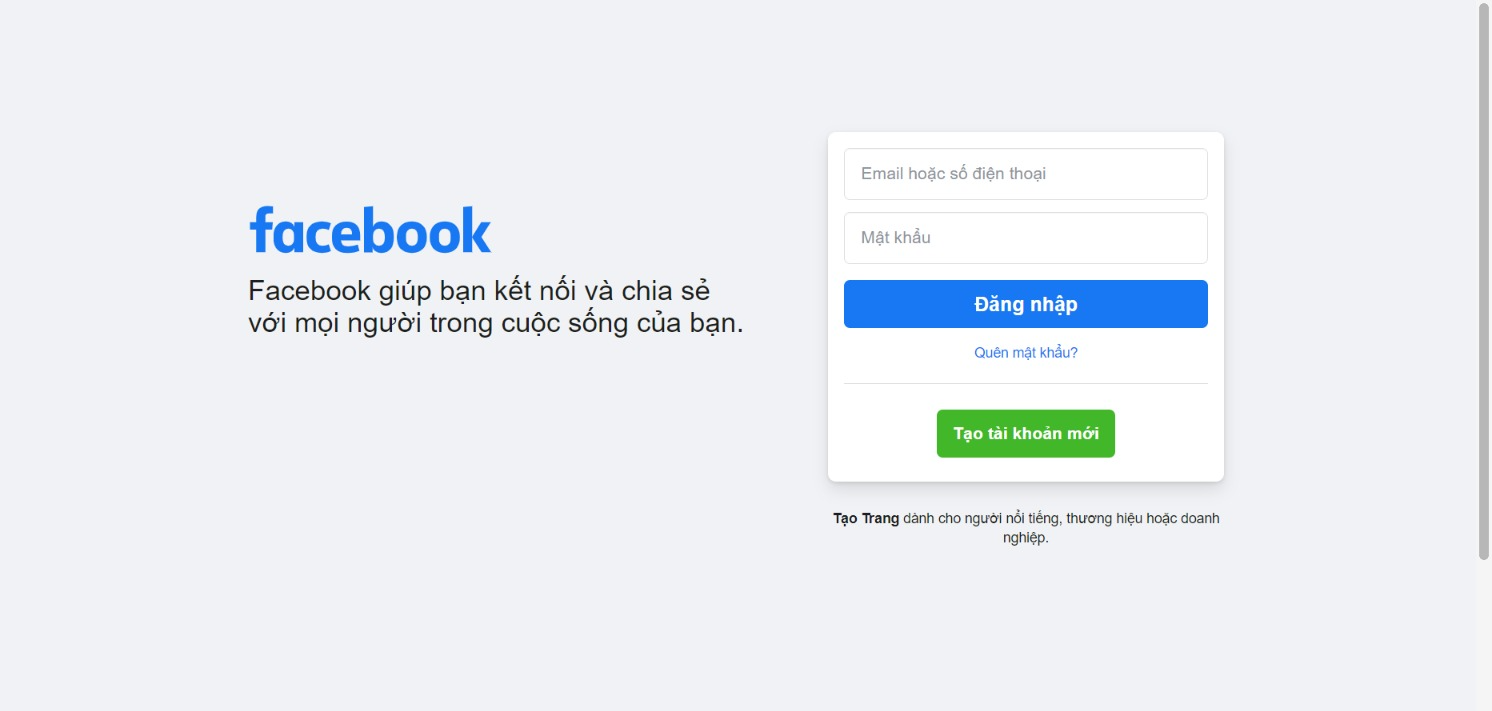 facebook
Facebook giúp bạn kết nối và chia sẻ
với mọi người trong cuộc sống của bạn.
Email hoặc số điện thoại
Mật khẩu
Đăng nhập
Quên mật khẩu?
Tạo tài khoản mới
Tạo Trang dành cho người nổi tiếng, thương hiệu hoặc doanh
nghiệp.